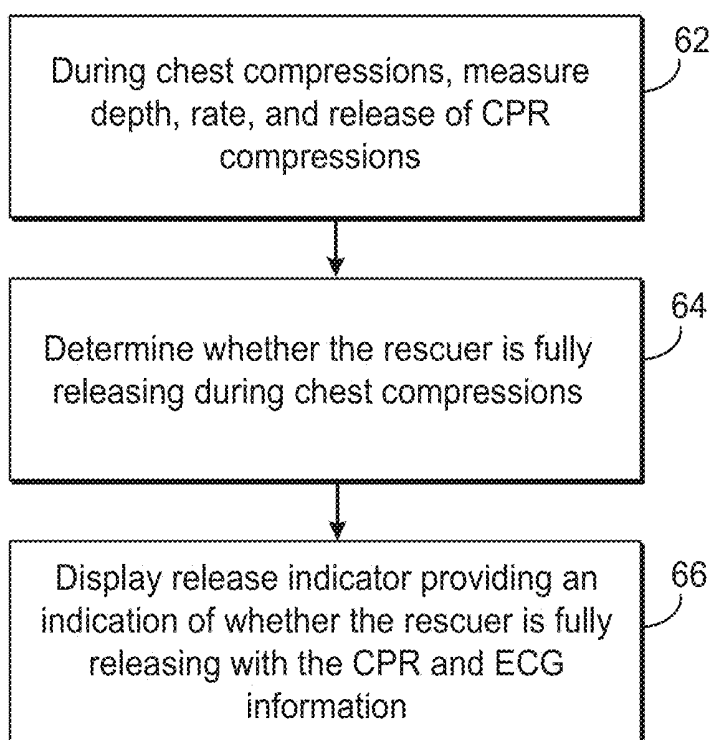 During chest compressions, measure
depth, rate, and release of CPR
compressions
62
Determine whether the rescuer is fully
releasing during chest compressions
64
Display release indicator providing an
indication of whether the rescuer is fully
releasing with the CPR and ECG
information
66